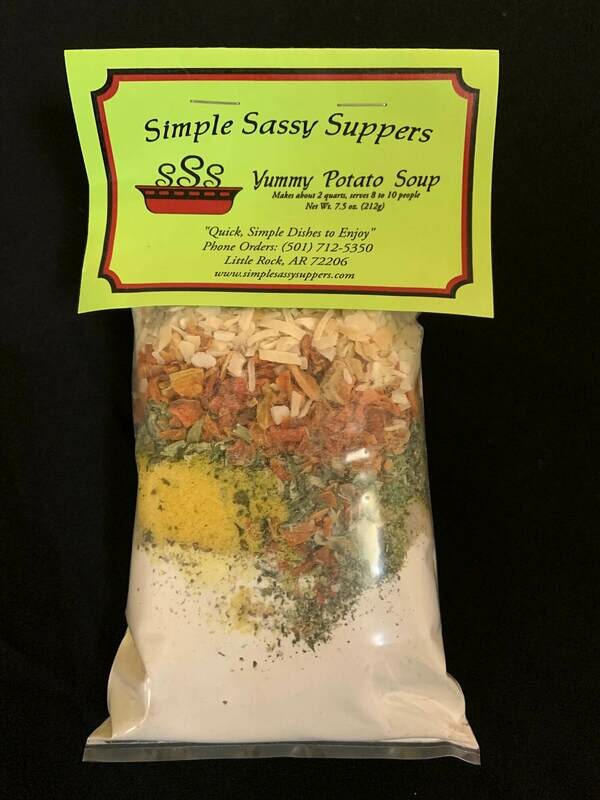 Simple Sassy Suppers
SSS
Yummy Potato Soup
Makes about 2 quarts, serves 8 to 10 people
Net Wt. 7.5 oz. (212g)
"Quick, Simple Dishes to Enjoy"
Phone Orders: (501) 712-5350
Little Rock, AR 72206
www.simplesassysuppers.com